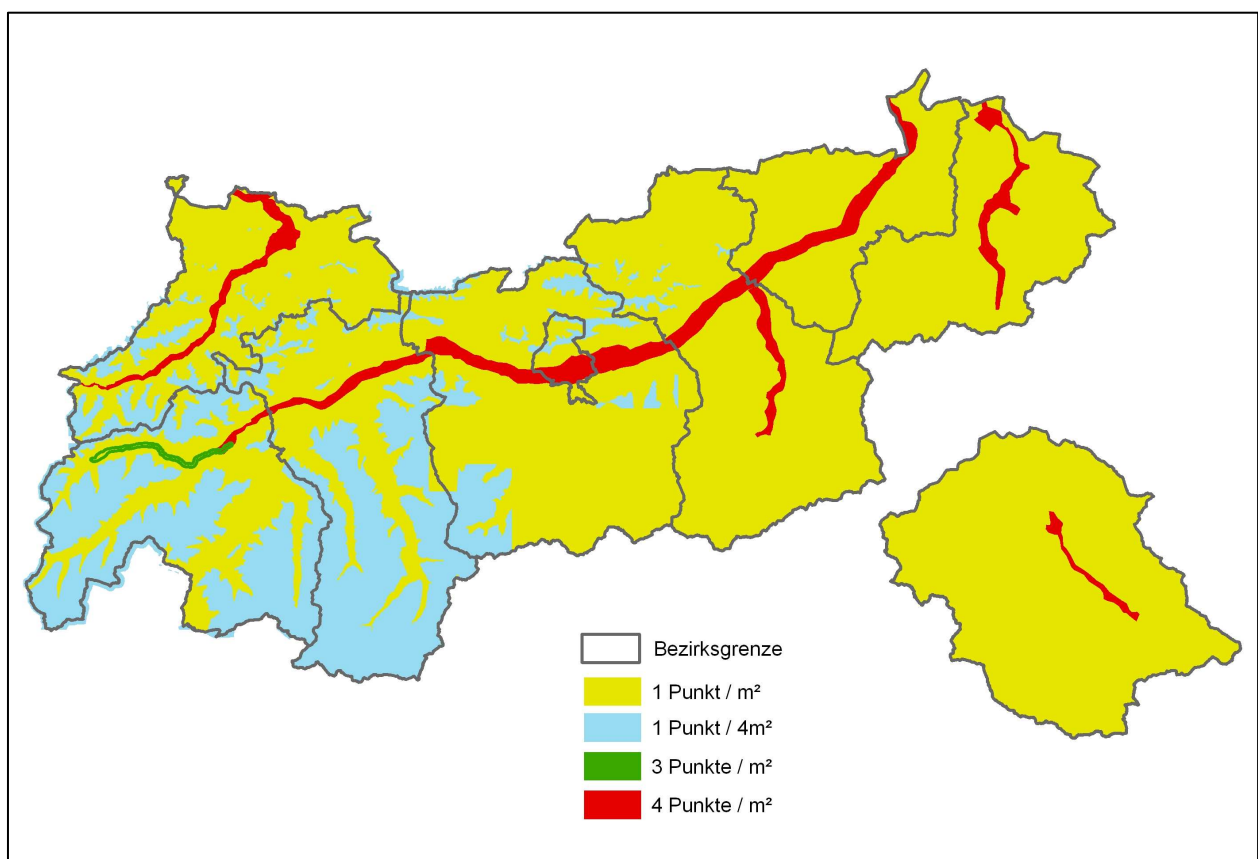 Bezirksgrenze
1 Punkt / m²
1 Punkt / 4m²
3 Punkte / m²
4 Punkte / m²